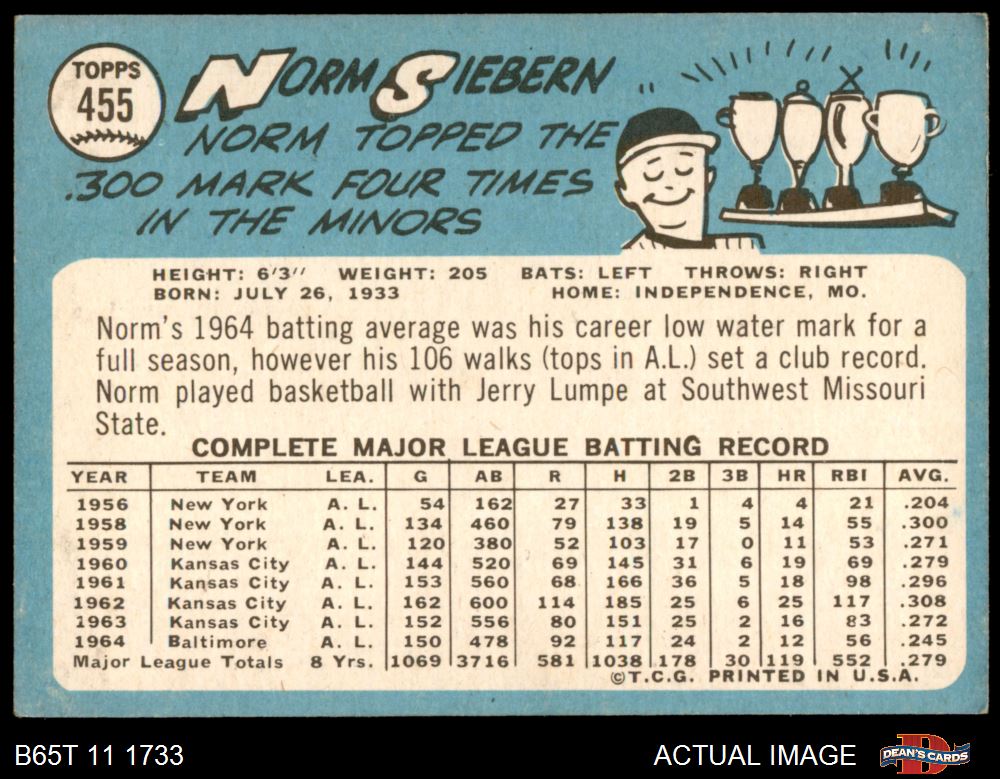 TOPPS
455
NORM SIEBERN
NORM TOPPED THE
.300 MARK FOUR TIMES
IN THE MINORS
HEIGHT: 6'3" WEIGHT: 205 BATS: LEFT THROWS: RIGHT
BORN: JULY 26, 1933 HOME: INDEPENDENCE, MO.
Norm's 1964 batting average was his career low water mark for a
full season, however his 106 walks (tops in A.L.) set a club record.
Norm played basketball with Jerry Lumpe at Southwest Missouri
State.
COMPLETE MAJOR LEAGUE BATTING RECORD
YEAR TEAM LEA. G AB R H 2B 3B HR RBI AVG.
1956 New York A. L. 54 162 27 33 1 4 4 21 .204
1958 New York A. L. 134 460 79 138 19 5 14 55 .300
1959 New York A. L. 120 380 52 103 17 0 11 53 .271
1960 Kansas City A. L. 144 520 69 145 31 6 19 69 .279
1961 Kansas City A. L. 153 560 68 166 36 5 18 98 .296
1962 Kansas City A. L. 162 600 114 185 25 6 25 117 .308
1963 Kansas City A. L. 152 556 80 151 25 2 16 83 .272
1964 Baltimore A. L. 150 478 92 117 24 2 12 56 .245
Major League Totals 8 Yrs. 1069 3716 581 1038 178 30 119 552 .279
©T.C.G. PRINTED IN U.S.A.
B65T 11 1733 ACTUAL IMAGE DEAN'S CARDS